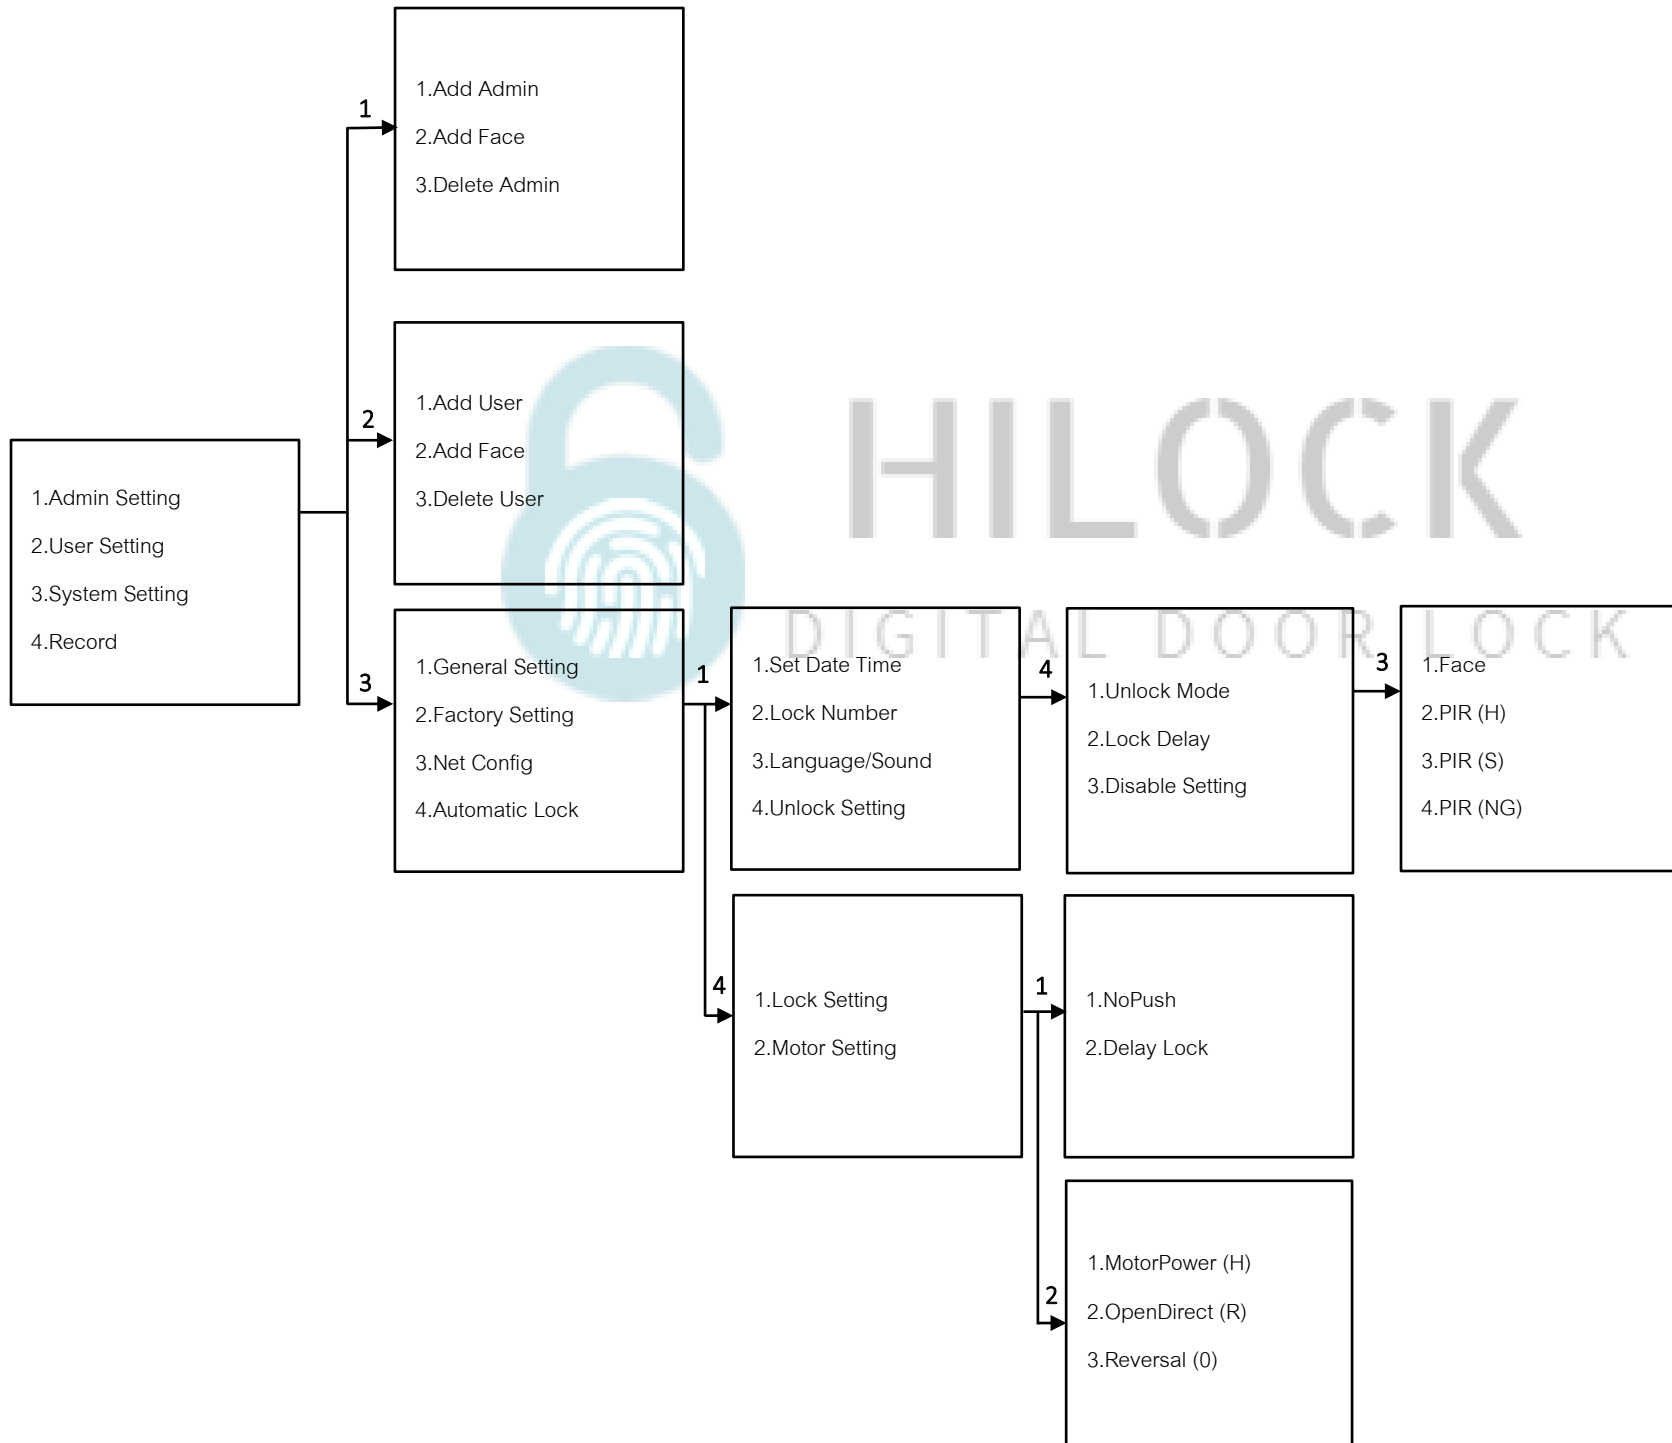 1.Add Admin
2.Add Face
3.Delete Admin
1
1.Add User
2.Add Face
3.Delete User
2
HILOCK
DIGITAL DOOR LOCK
1.Admin Setting
2.User Setting
3.System Setting
4.Record
3
1.General Setting
2.Factory Setting
3.Net Config
4.Automatic Lock
1
1.Set Date Time
2.Lock Number
3.Language/Sound
4.Unlock Setting
4
1.Unlock Mode
2.Lock Delay
3.Disable Setting
3
1.Face
2.PIR (H)
3.PIR (S)
4.PIR (NG)
4
1.Lock Setting
2.Motor Setting
1
1.NoPush
2.Delay Lock
2
1.MotorPower (H)
2.OpenDirect (R)
3.Reversal (0)